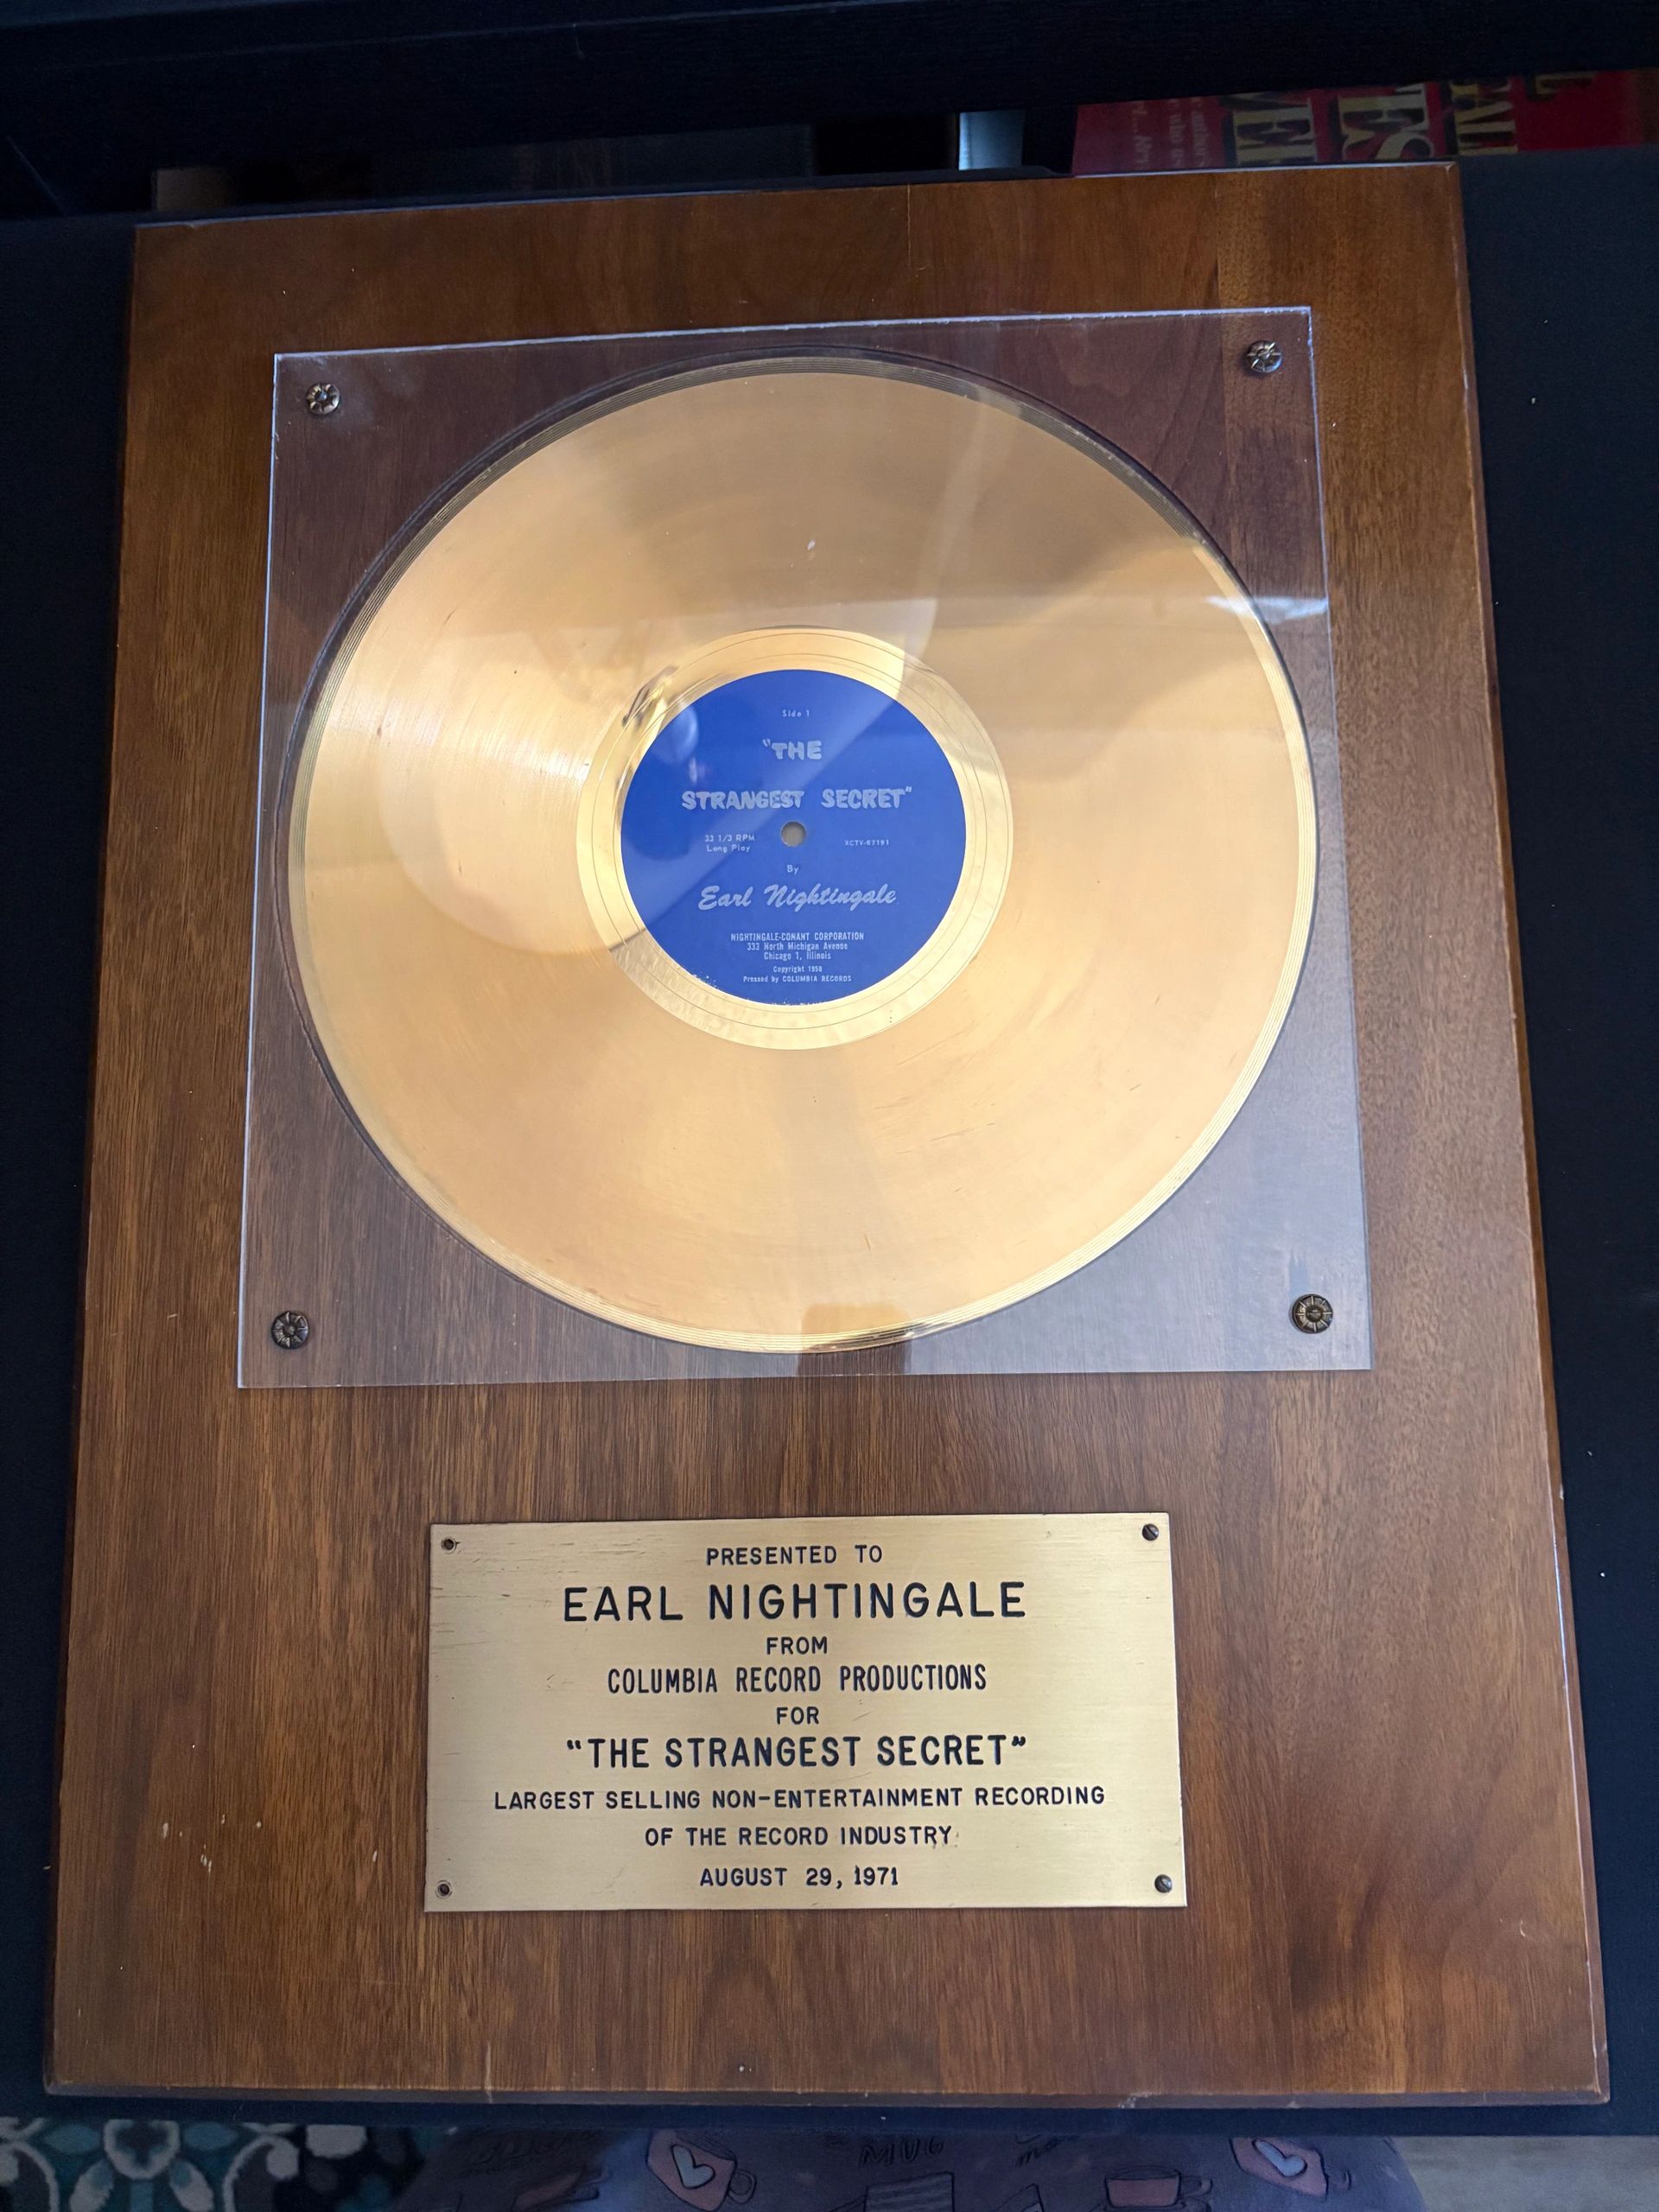 Side 1
"THE
STRANGEST SECRET"
33 1/3 RPM
Long Play
XCTV-67191
By
Earl Nightingale
NIGHTINGALE-CONANT CORPORATION
333 North Michigan Avenue
Chicago 1, Illinois
Copyright 1958
Pressed by COLUMBIA RECORDS
PRESENTED TO
EARL NIGHTINGALE
FROM
COLUMBIA RECORD PRODUCTIONS
FOR
"THE STRANGEST SECRET"
LARGEST SELLING NON-ENTERTAINMENT RECORDING
OF THE RECORD INDUSTRY
AUGUST 29, 1971